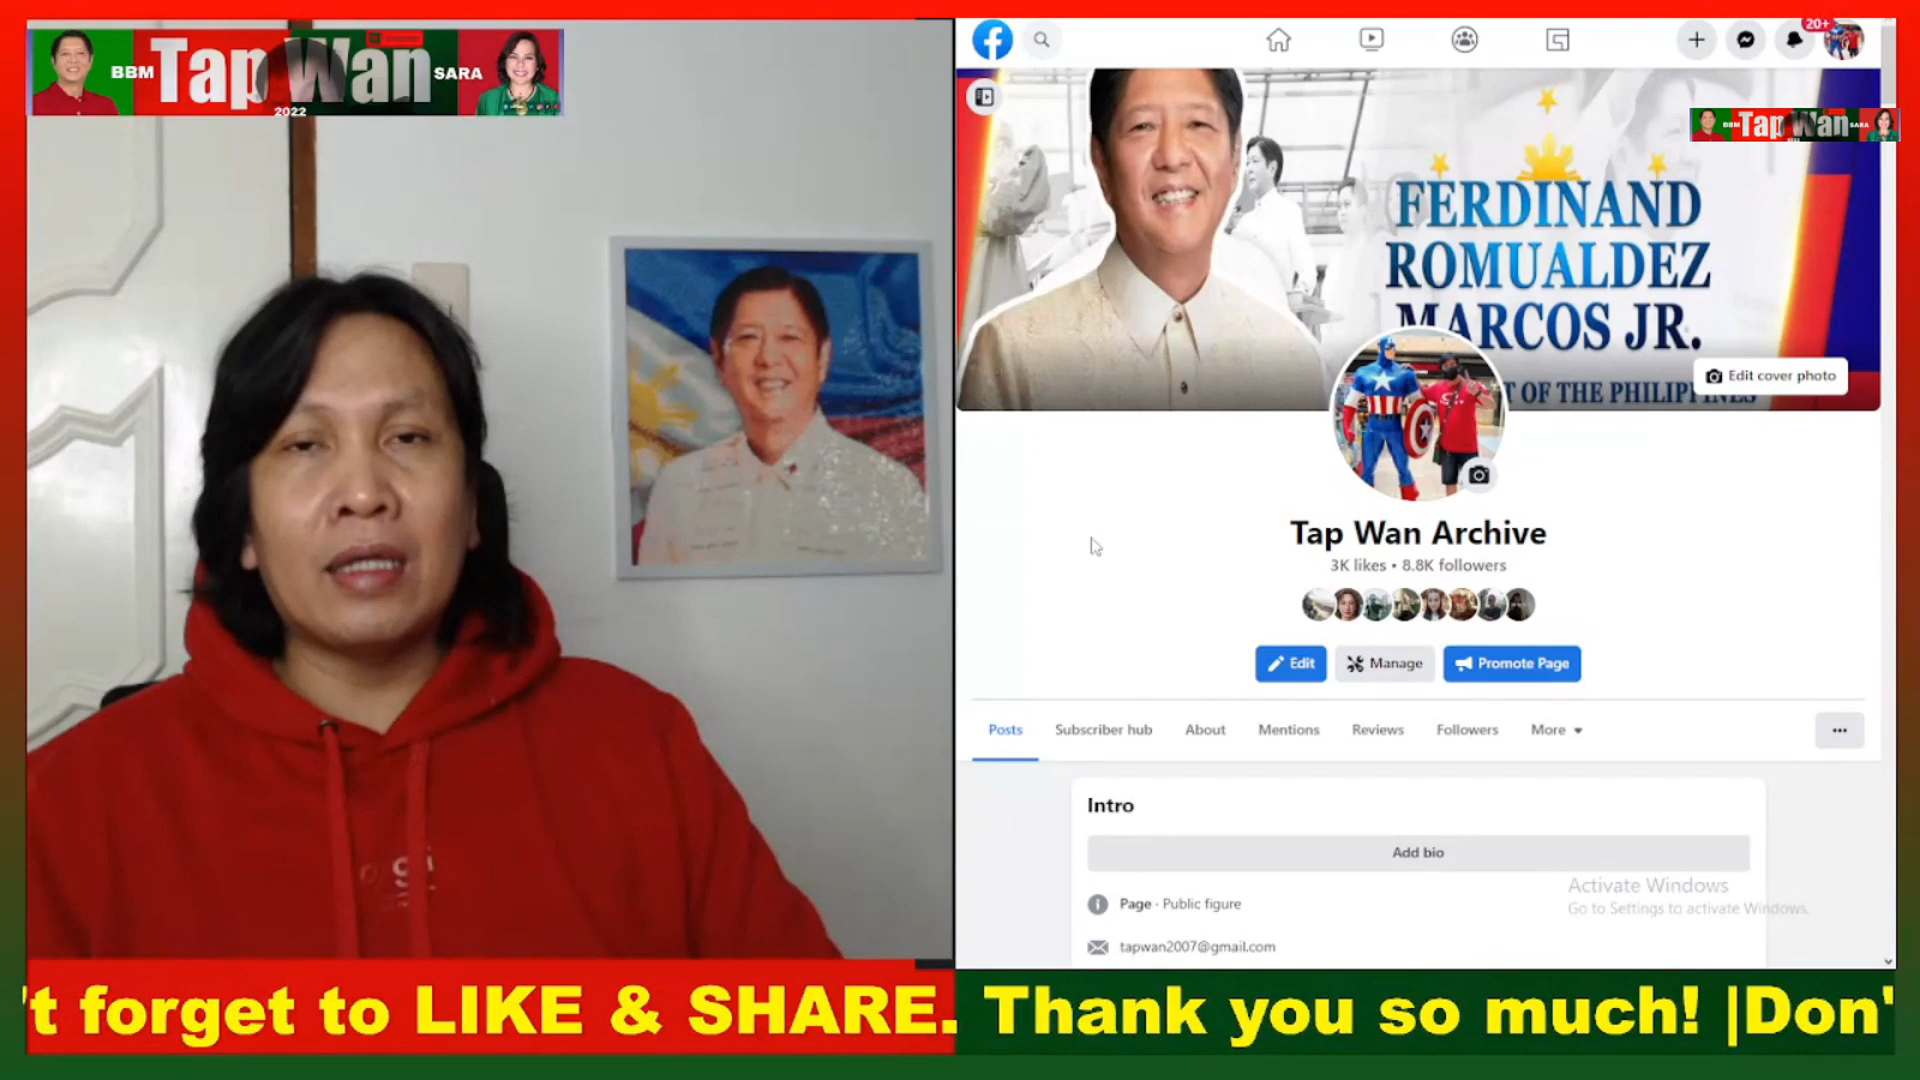 BBM Tap Wan SARA
2022
20+
BBM Tap Wan SARA
FERDINAND
ROMUALDEZ
MARCOS JR.
T OF THE PHILIPPINES
Edit cover photo
Tap Wan Archive
3K likes • 8.8K followers
Edit
Manage
Promote Page
Posts
Subscriber hub
About
Mentions
Reviews
Followers
More
Intro
Add bio
Page · Public figure
tapwan2007@gmail.com
Activate Windows
Go to Settings to activate Windows.
't forget to LIKE & SHARE. Thank you so much! |Don'